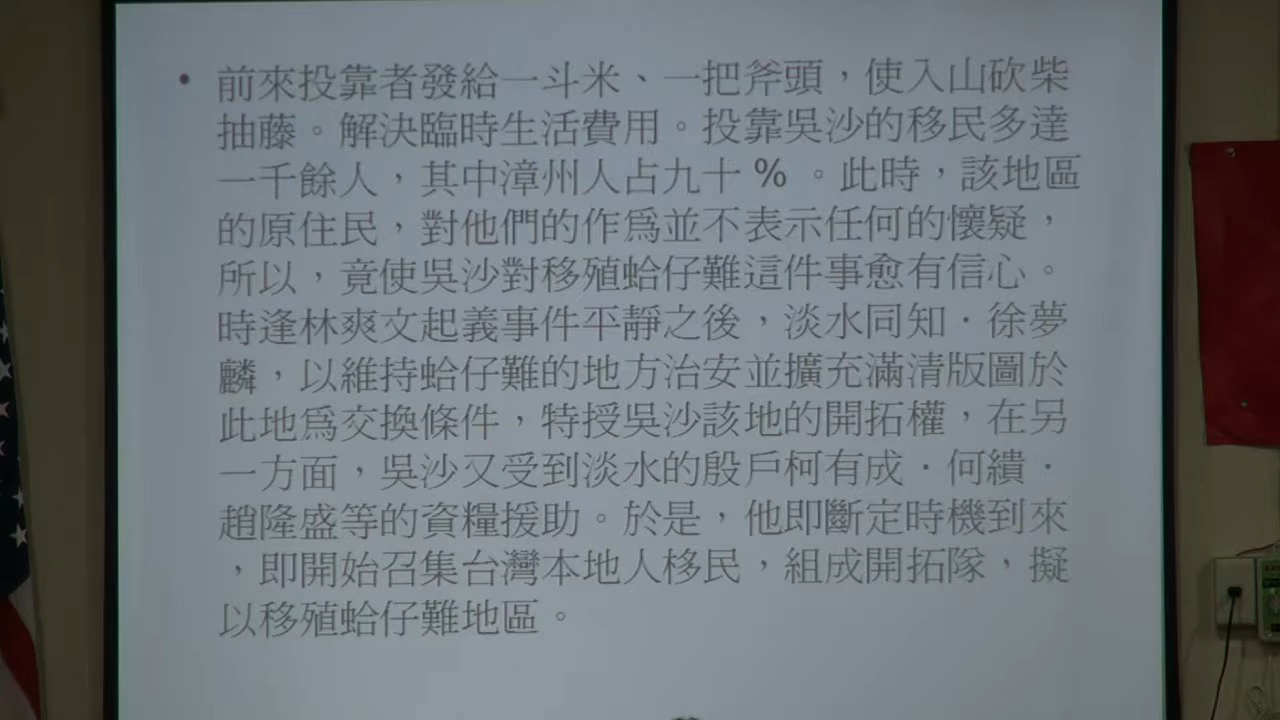 • 前來投靠者發給一斗米、一把斧頭，使入山砍柴
抽藤。解決臨時生活費用。投靠吳沙的移民多達
一千餘人，其中漳州人占九十%。此時，該地區
的原住民，對他們的作為並不表示任何的懷疑，
所以，竟使吳沙對移殖蛤仔難這件事愈有信心。
時逢林爽文起義事件平靜之後，淡水同知．徐夢
麟，以維持蛤仔難的地方治安並擴充滿清版圖於
此地為交換條件，特授吳沙該地的開拓權，在另
一方面，吳沙又受到淡水的殷戶柯有成．何繢．
趙隆盛等的資糧援助。於是，他即斷定時機到來
，即開始召集台灣本地人移民，組成開拓隊，擬
以移殖蛤仔難地區。